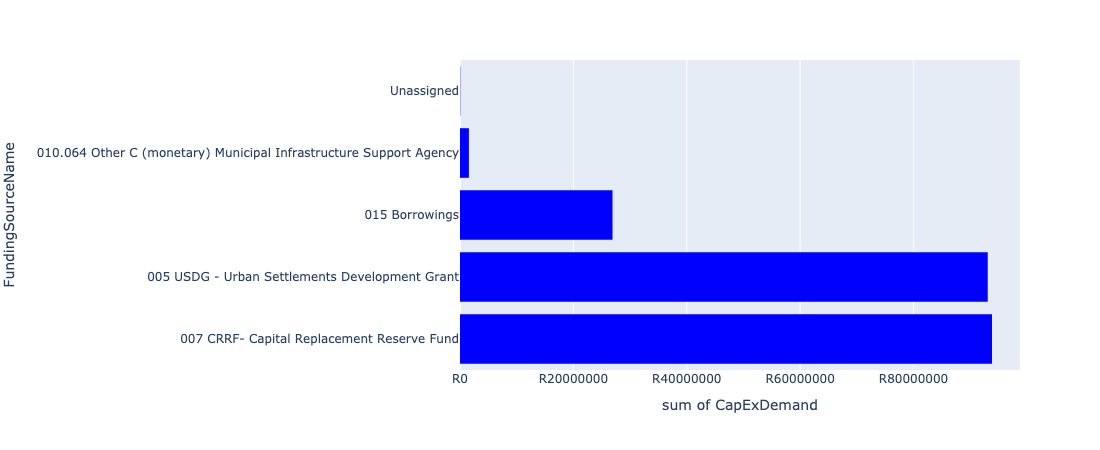 FundingSourceName
Unassigned
010.064 Other C (monetary) Municipal Infrastructure Support Agency
015 Borrowings
005 USDG - Urban Settlements Development Grant
007 CRRF- Capital Replacement Reserve Fund
R0 R20000000 R40000000 R60000000 R80000000
sum of CapExDemand